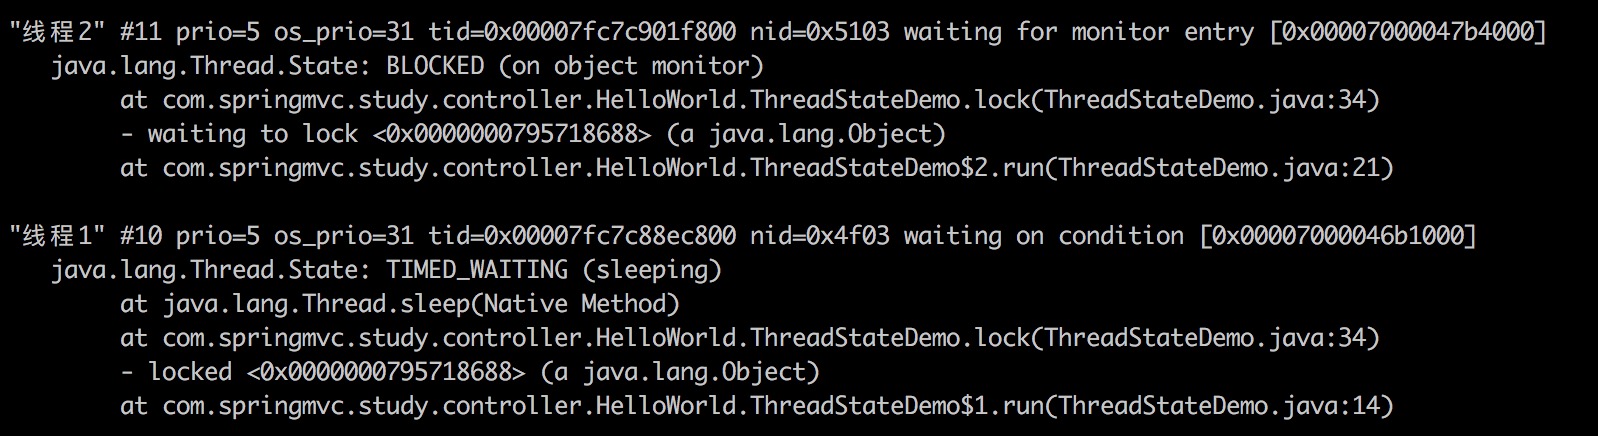 "线程2" #11 prio=5 os_prio=31 tid=0x00007fc7c901f800 nid=0x5103 waiting for monitor entry [0x00007000047b4000]
java.lang.Thread.State: BLOCKED (on object monitor)
at com.springmvc.study.controller.HelloWorld.ThreadStateDemo.lock(ThreadStateDemo.java:34)
- waiting to lock <0x0000000795718688> (a java.lang.Object)
at com.springmvc.study.controller.HelloWorld.ThreadStateDemo$2.run(ThreadStateDemo.java:21)
"线程1" #10 prio=5 os_prio=31 tid=0x00007fc7c88ec800 nid=0x4f03 waiting on condition [0x00007000046b1000]
java.lang.Thread.State: TIMED_WAITING (sleeping)
at java.lang.Thread.sleep(Native Method)
at com.springmvc.study.controller.HelloWorld.ThreadStateDemo.lock(ThreadStateDemo.java:34)
- locked <0x0000000795718688> (a java.lang.Object)
at com.springmvc.study.controller.HelloWorld.ThreadStateDemo$1.run(ThreadStateDemo.java:14)